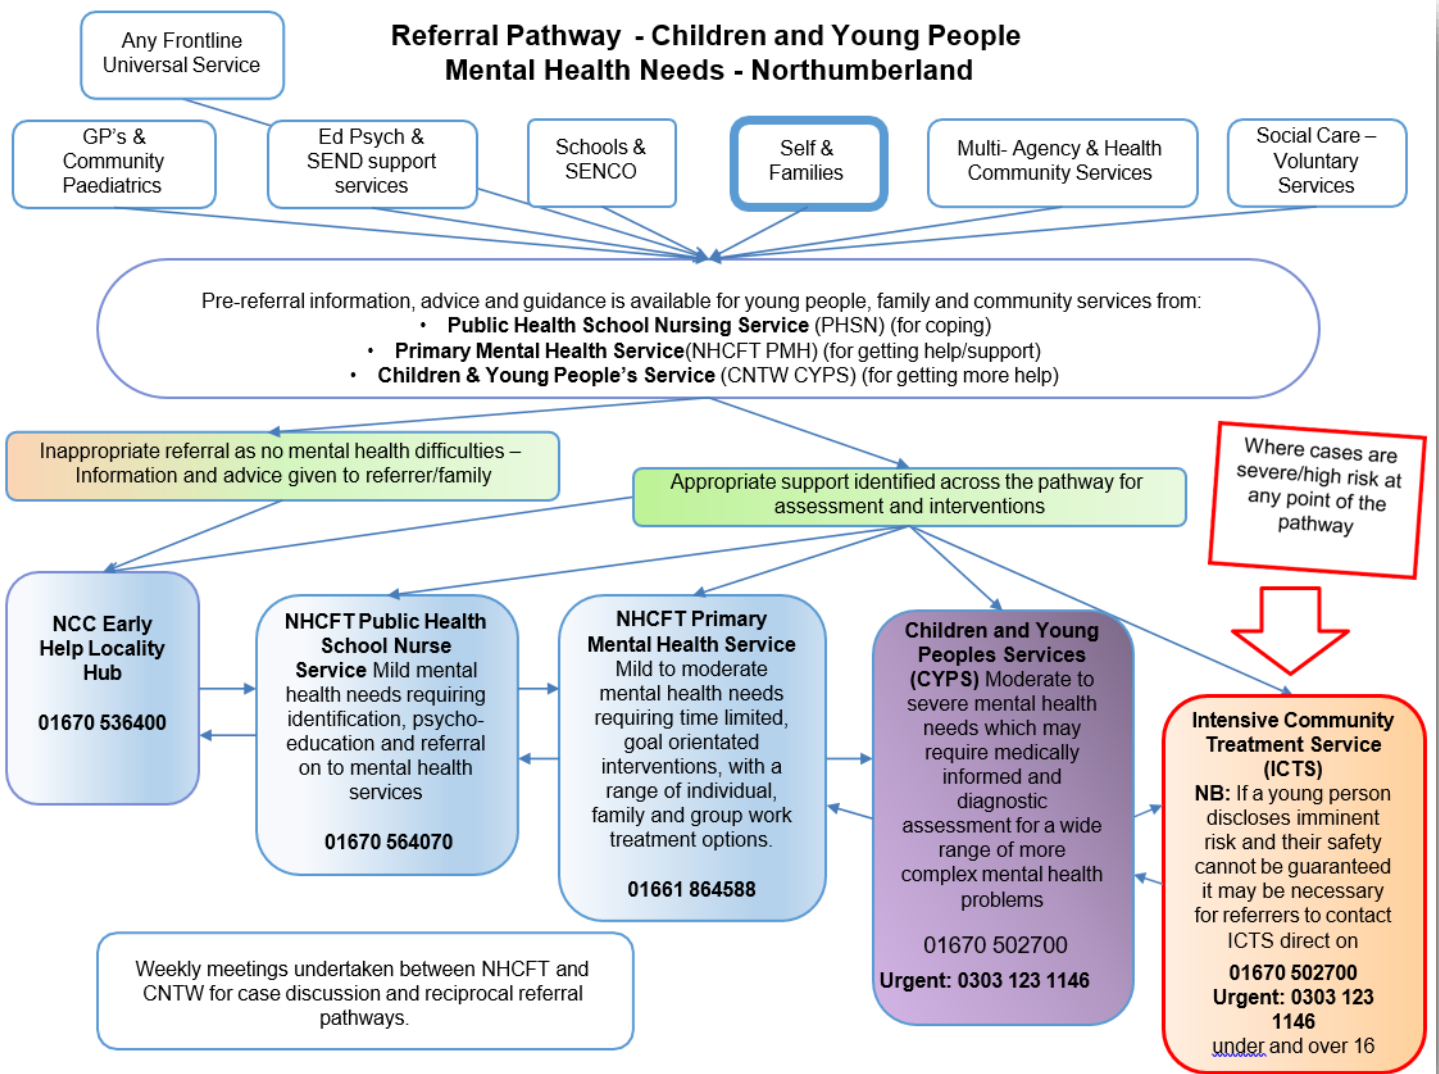 Referral Pathway - Children and Young People
Mental Health Needs - Northumberland
Any Frontline
Universal Service
GP's &
Community
Paediatrics
Ed Psych &
SEND support
services
Schools &
SENCO
Self &
Families
Multi- Agency & Health
Community Services
Social Care –
Voluntary
Services
Pre-referral information, advice and guidance is available for young people, family and community services from:
• Public Health School Nursing Service (PHSN) (for coping)
• Primary Mental Health Service(NHCFT PMH) (for getting help/support)
• Children & Young People's Service (CNTW CYPS) (for getting more help)
Inappropriate referral as no mental health difficulties –
Information and advice given to referrer/family
Appropriate support identified across the pathway for
assessment and interventions
Where cases are
severe/high risk at
any point of the
pathway
NCC Early
Help Locality
Hub
01670 536400
NHCFT Public Health
School Nurse
Service Mild mental
health needs requiring
identification, psycho-
education and referral
on to mental health
services
01670 564070
NHCFT Primary
Mental Health Service
Mild to moderate
mental health needs
requiring time limited,
goal orientated
interventions, with a
range of individual,
family and group work
treatment options.
01661 864588
Children and Young
Peoples Services
(CYPS) Moderate to
severe mental health
needs which may
require medically
informed and
diagnostic
assessment for a wide
range of more
complex mental health
problems
01670 502700
Urgent: 0303 123 1146
Intensive Community
Treatment Service
(ICTS)
NB: If a young person
discloses imminent
risk and their safety
cannot be guaranteed
it may be necessary
for referrers to contact
ICTS direct on
01670 502700
Urgent: 0303 123
1146
under and over 16
Weekly meetings undertaken between NHCFT and
CNTW for case discussion and reciprocal referral
pathways.